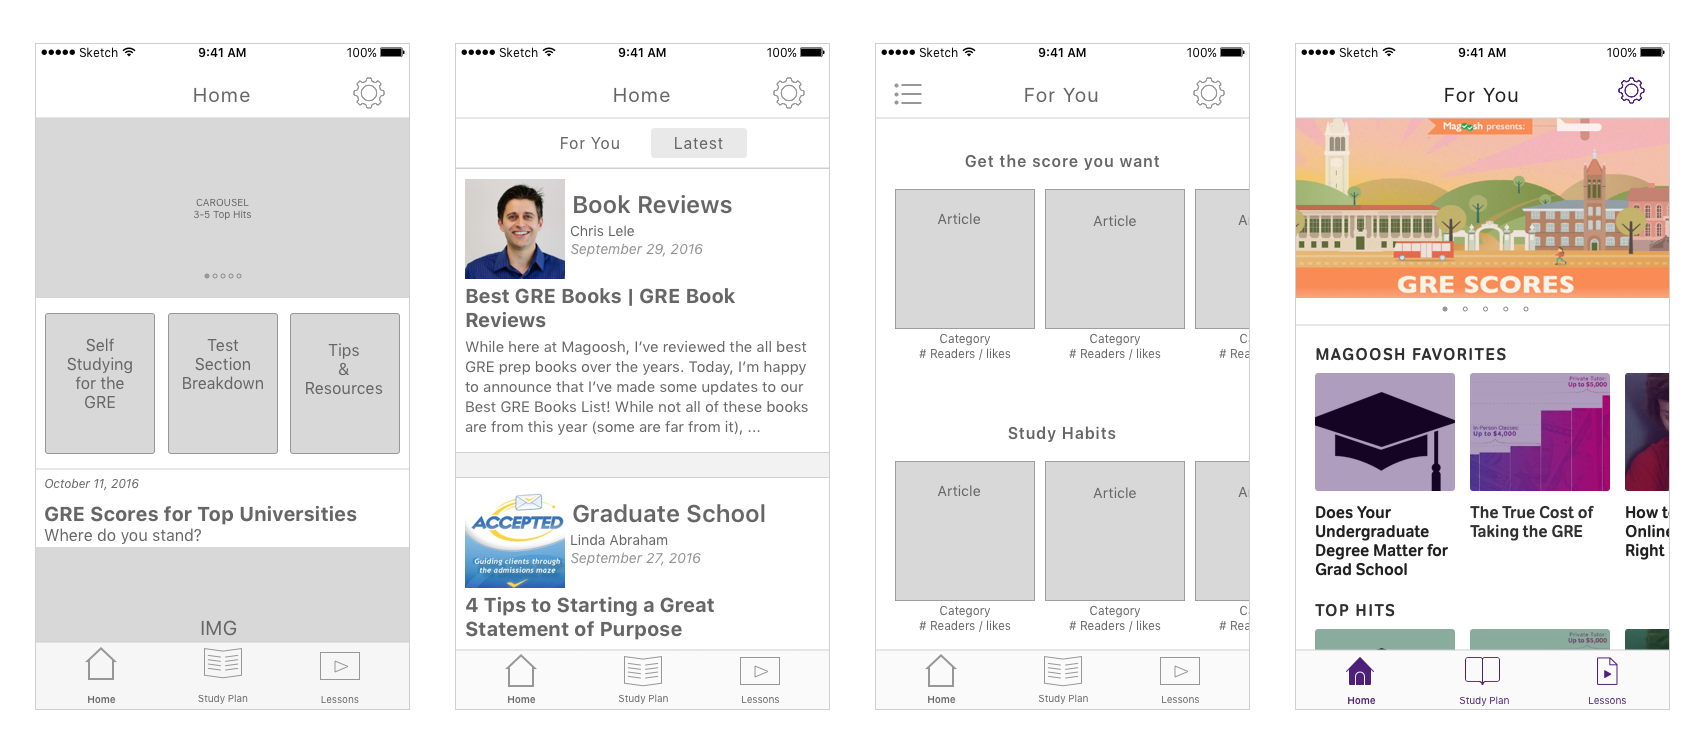 Sketch
9:41 AM
100%
Home
CAROUSEL
3-5 Top Hits
Self
Studying
for the
GRE
Test
Section
Breakdown
Tips
&
Resources
October 11, 2016
GRE Scores for Top Universities
Where do you stand?
IMG
Home
Study Plan
Lessons
Sketch
9:41 AM
100%
Home
For You
Latest
Book Reviews
Chris Lele
September 29, 2016
Best GRE Books | GRE Book
Reviews
While here at Magoosh, I’ve reviewed the all best
GRE prep books over the years. Today, I’m happy
to announce that I’ve made some updates to our
Best GRE Books List! While not all of these books
are from this year (some are far from it), ...
ACCEPTED
Guiding clients through
the admissions maze
Graduate School
Linda Abraham
September 27, 2016
4 Tips to Starting a Great
Statement of Purpose
Home
Study Plan
Lessons
Sketch
9:41 AM
100%
For You
Get the score you want
Article
Article
A
Category
# Readers / likes
Category
# Readers / likes
C
# Rea
Study Habits
Article
Article
A
Category
# Readers / likes
Category
# Readers / likes
C
# Rea
Home
Study Plan
Lessons
Sketch
9:41 AM
100%
For You
Magoosh presents:
GRE SCORES
MAGOOSH FAVORITES
Private Tutor:
Up to $5,000
In-Person Classes:
Up to $4,000
Does Your
Undergraduate
Degree Matter for
Grad School
The True Cost of
Taking the GRE
How t
Online
Right
TOP HITS
Private Tutor:
Up to $5,000
Home
Study Plan
Lessons